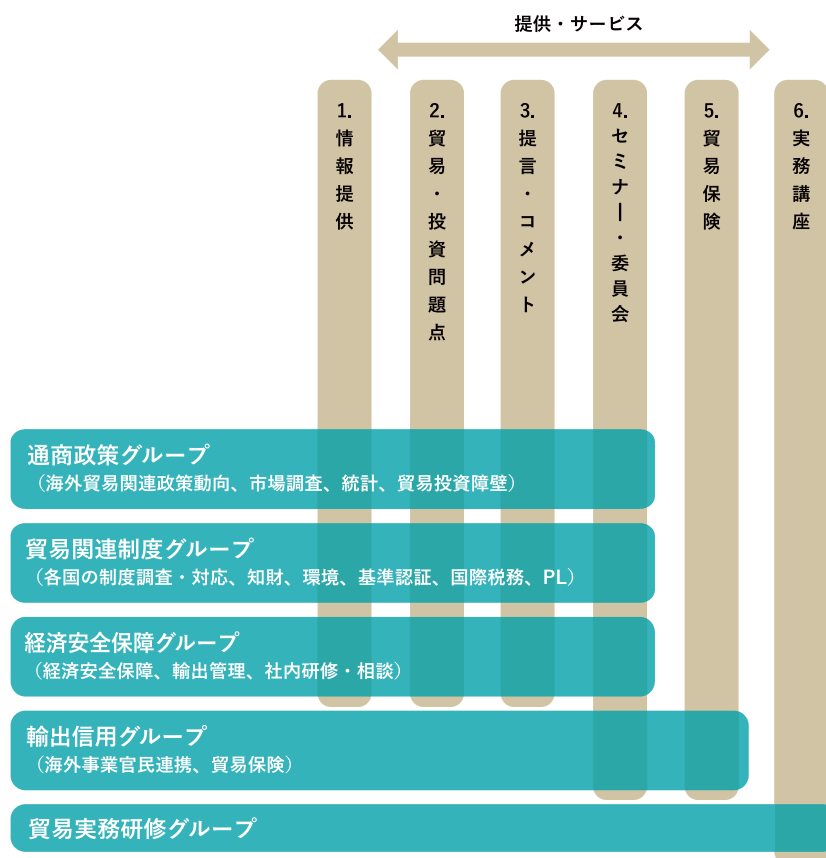 提供・サービス
1.情報提供
2.貿易・投資問題点
3.提言・コメント
4.セミナー・委員会
5.貿易保険
6.実務講座
通商政策グループ
（海外貿易関連政策動向、市場調査、統計、貿易投資障壁）
貿易関連制度グループ
（各国の制度調査・対応、知財、環境、基準認証、国際税務、PL）
経済安全保障グループ
（経済安全保障、輸出管理、社内研修・相談）
輸出信用グループ
（海外事業官民連携、貿易保険）
貿易実務研修グループ